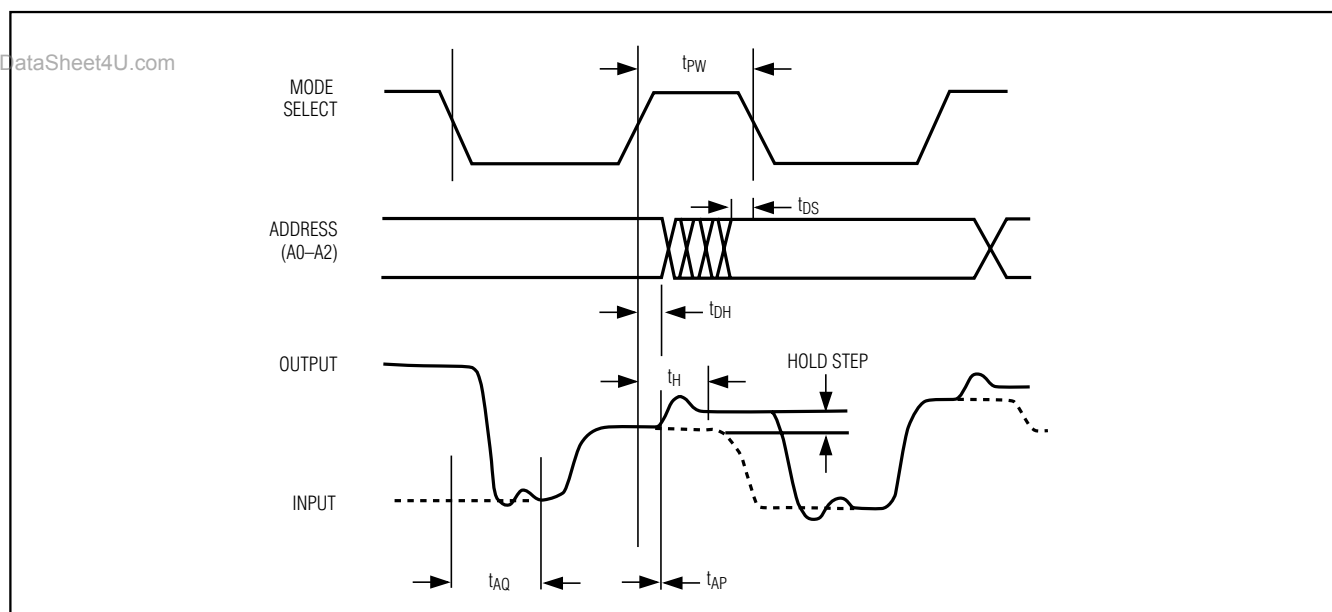 DataSheet4U.com
MODE
SELECT
tPW
ADDRESS
(A0–A2)
tDS
tDH
OUTPUT
HOLD STEP
tH
INPUT
tAQ
tAP